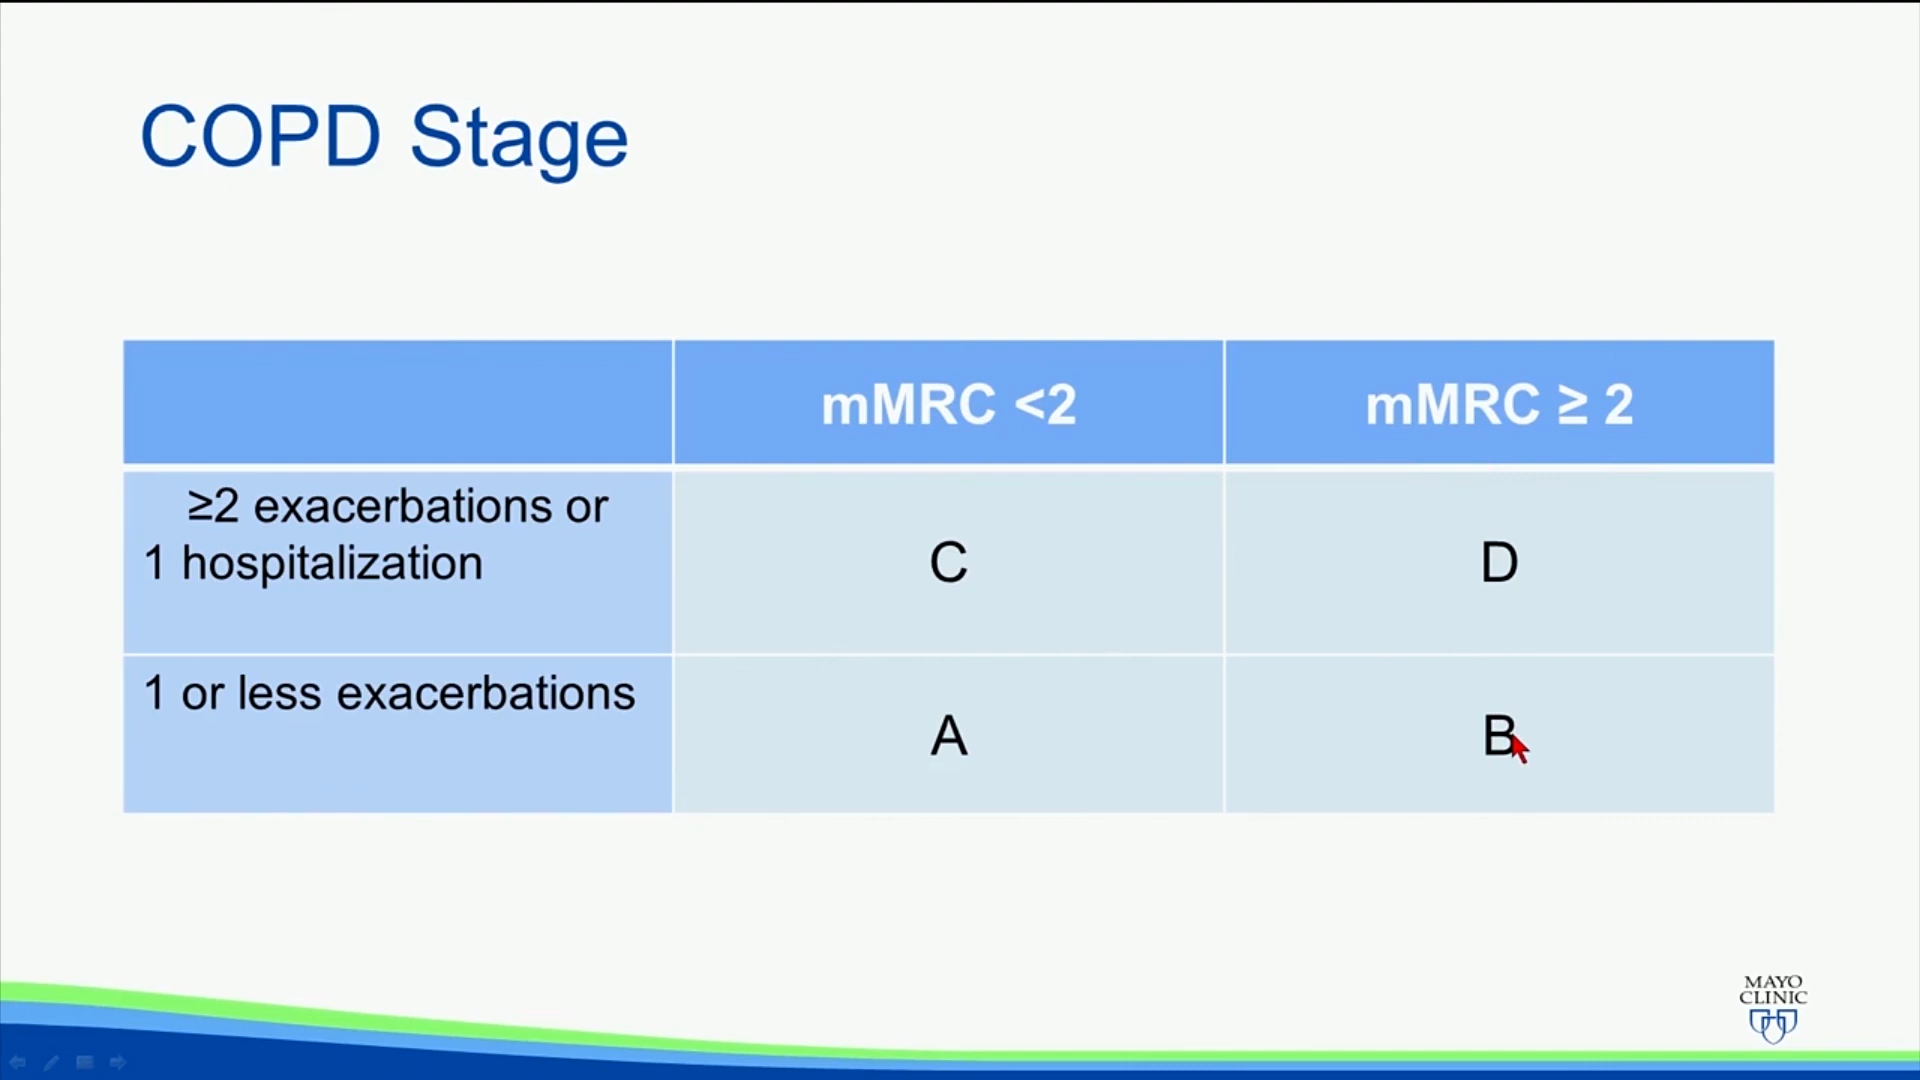 COPD Stage
mMRC <2
mMRC ≥ 2
≥2 exacerbations or
1 hospitalization
C
D
1 or less exacerbations
A
B
MAYO
CLINIC